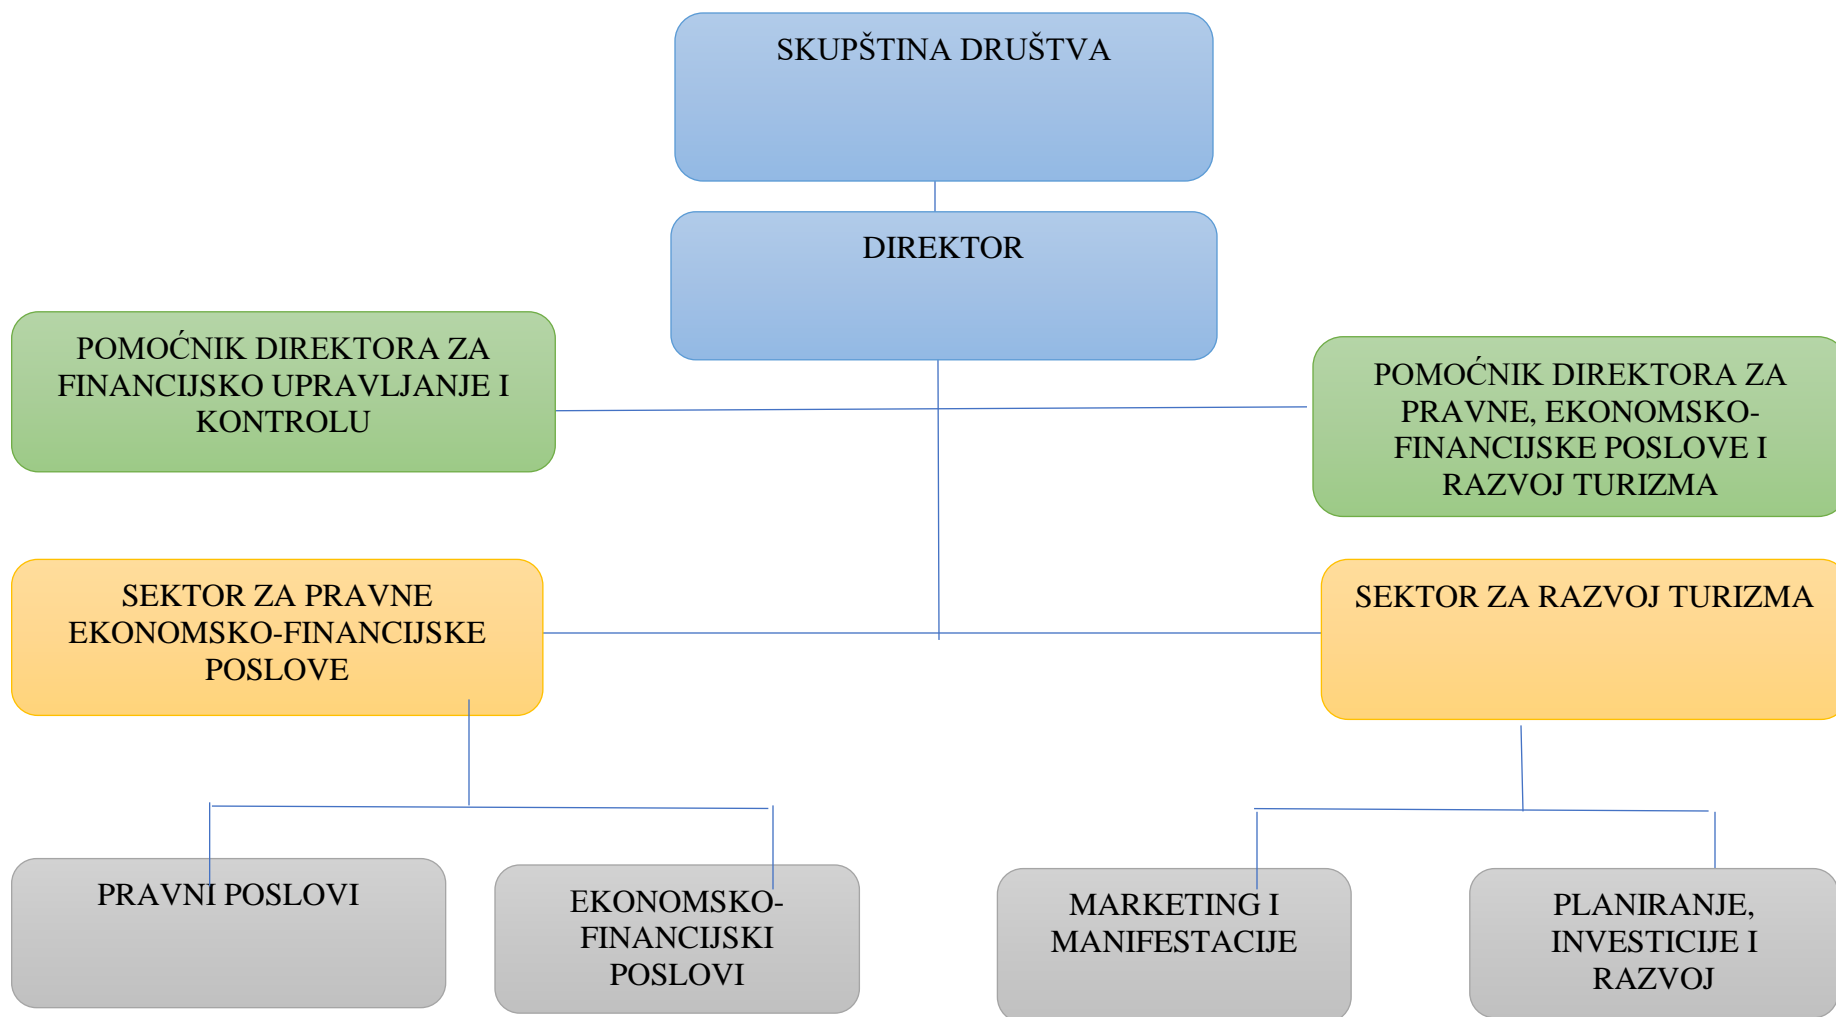 SKUPŠTINA DRUŠTVA
DIREKTOR
POMOĆNIK DIREKTORA ZA
FINANCIJSKO UPRAVLJANJE I
KONTROLU
POMOĆNIK DIREKTORA ZA
PRAVNE, EKONOMSKO-
FINANCIJSKE POSLOVE I
RAZVOJ TURIZMA
SEKTOR ZA PRAVNE
EKONOMSKO-FINANCIJSKE
POSLOVE
SEKTOR ZA RAZVOJ TURIZMA
PRAVNI POSLOVI
EKONOMSKO-
FINANCIJSKI
POSLOVI
MARKETING I
MANIFESTACIJE
PLANIRANJE,
INVESTICIJE I
RAZVOJ